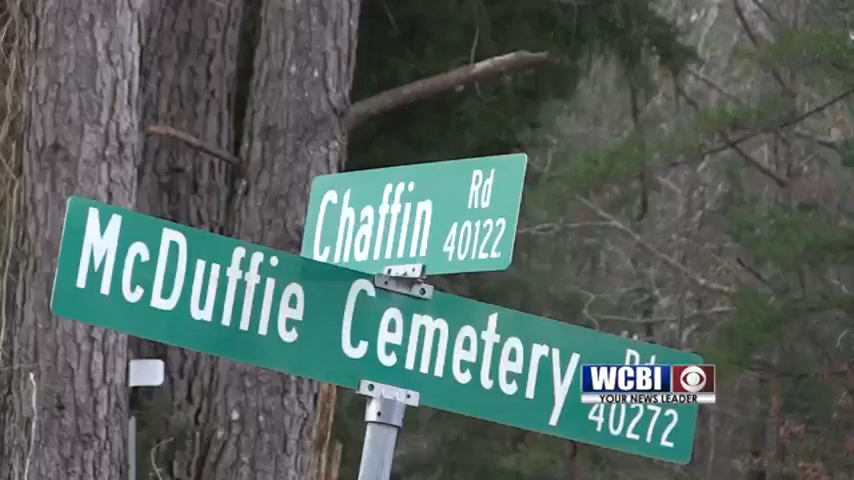 Chaffin Rd
40122
McDuffie Cemetery Rd
40272
WCBI
YOUR NEWS LEADER